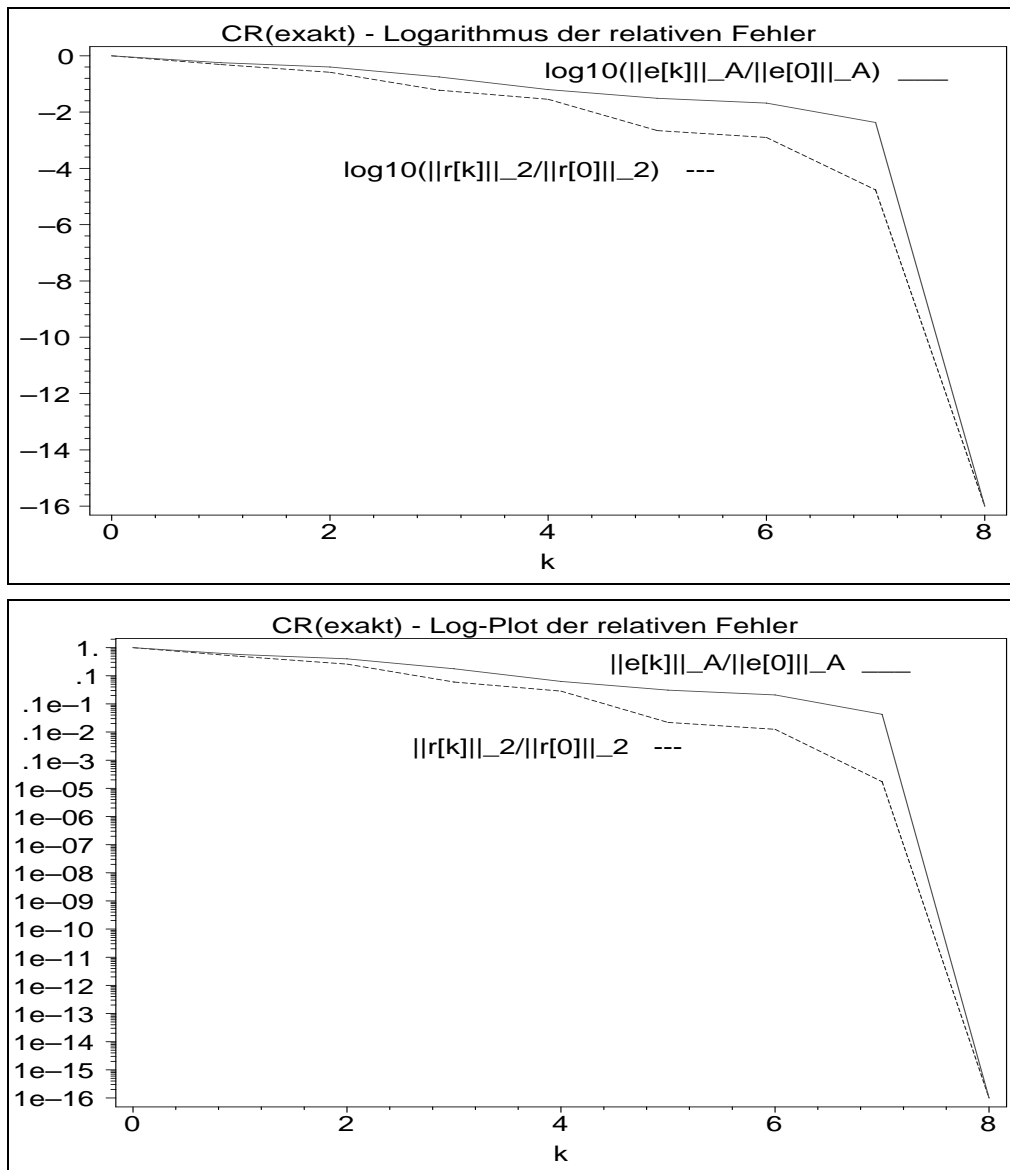 CR(exakt) - Logarithmus der relativen Fehler
0
log10(||e[k]||_A/||e[0]||_A) ___
−2
log10(||r[k]||_2/||r[0]||_2) ---
−4
−6
−8
−10
−12
−14
−16
0 2 4 6 8
k
CR(exakt) - Log-Plot der relativen Fehler
1.
||e[k]||_A/||e[0]||_A ___
.1
.1e−1
.1e−2
||r[k]||_2/||r[0]||_2 ---
.1e−3
1e−05
1e−06
1e−07
1e−08
1e−09
1e−10
1e−11
1e−12
1e−13
1e−14
1e−15
1e−16
0 2 4 6 8
k